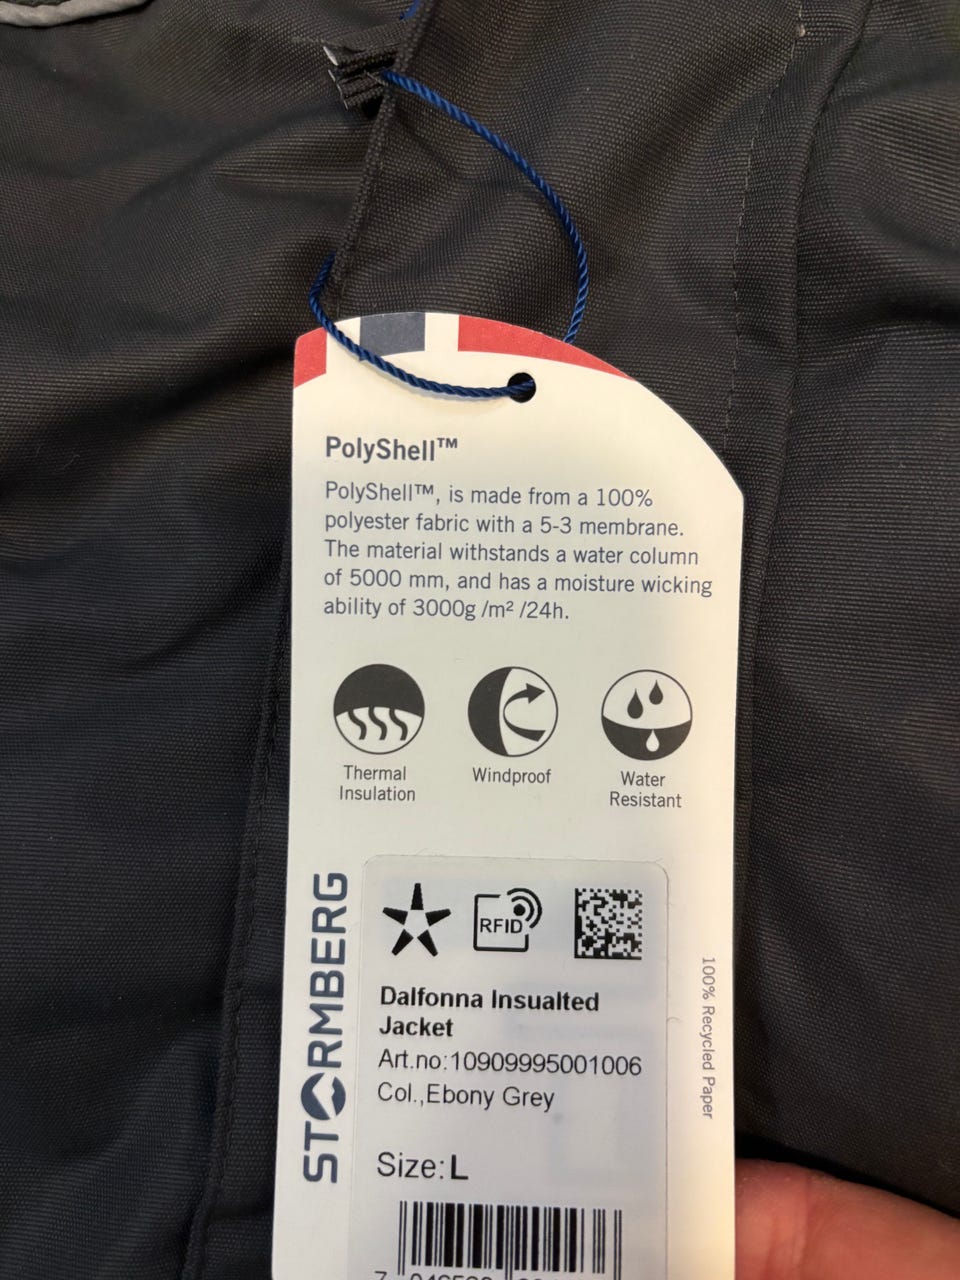 PolyShell™
PolyShell™, is made from a 100%
polyester fabric with a 5-3 membrane.
The material withstands a water column
of 5000 mm, and has a moisture wicking
ability of 3000g /m² /24h.
Thermal
Insulation
Windproof
Water
Resistant
STORMBERG
RFID
Dalfonna Insualted
Jacket
Art.no:10909995001006
Col.,Ebony Grey
Size:L
100% Recycled Paper